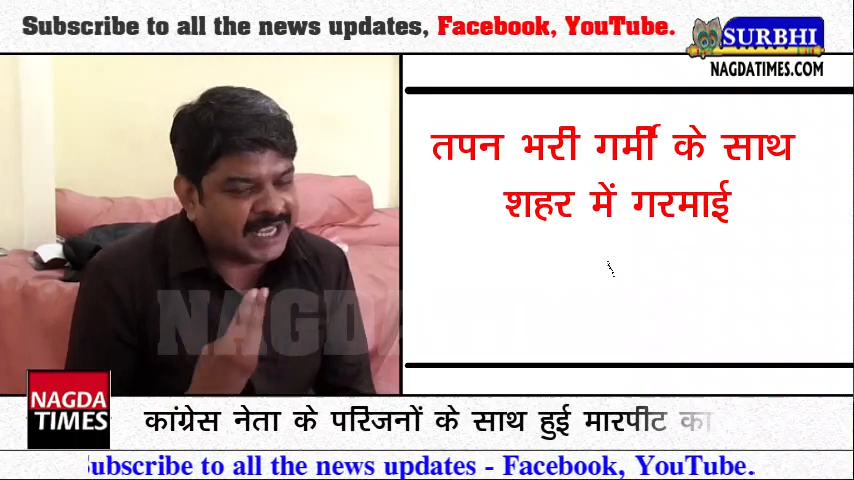 Subscribe to all the news updates, Facebook, YouTube.
SURBHI
NAGDATIMES.COM
तपन भरी गर्मी के साथ
शहर में गरमाई
NAGDA
NAGDA
TIMES
कांग्रेस नेता के परिजनों के साथ हुई मारपीट का
ubscribe to all the news updates - Facebook, YouTube.